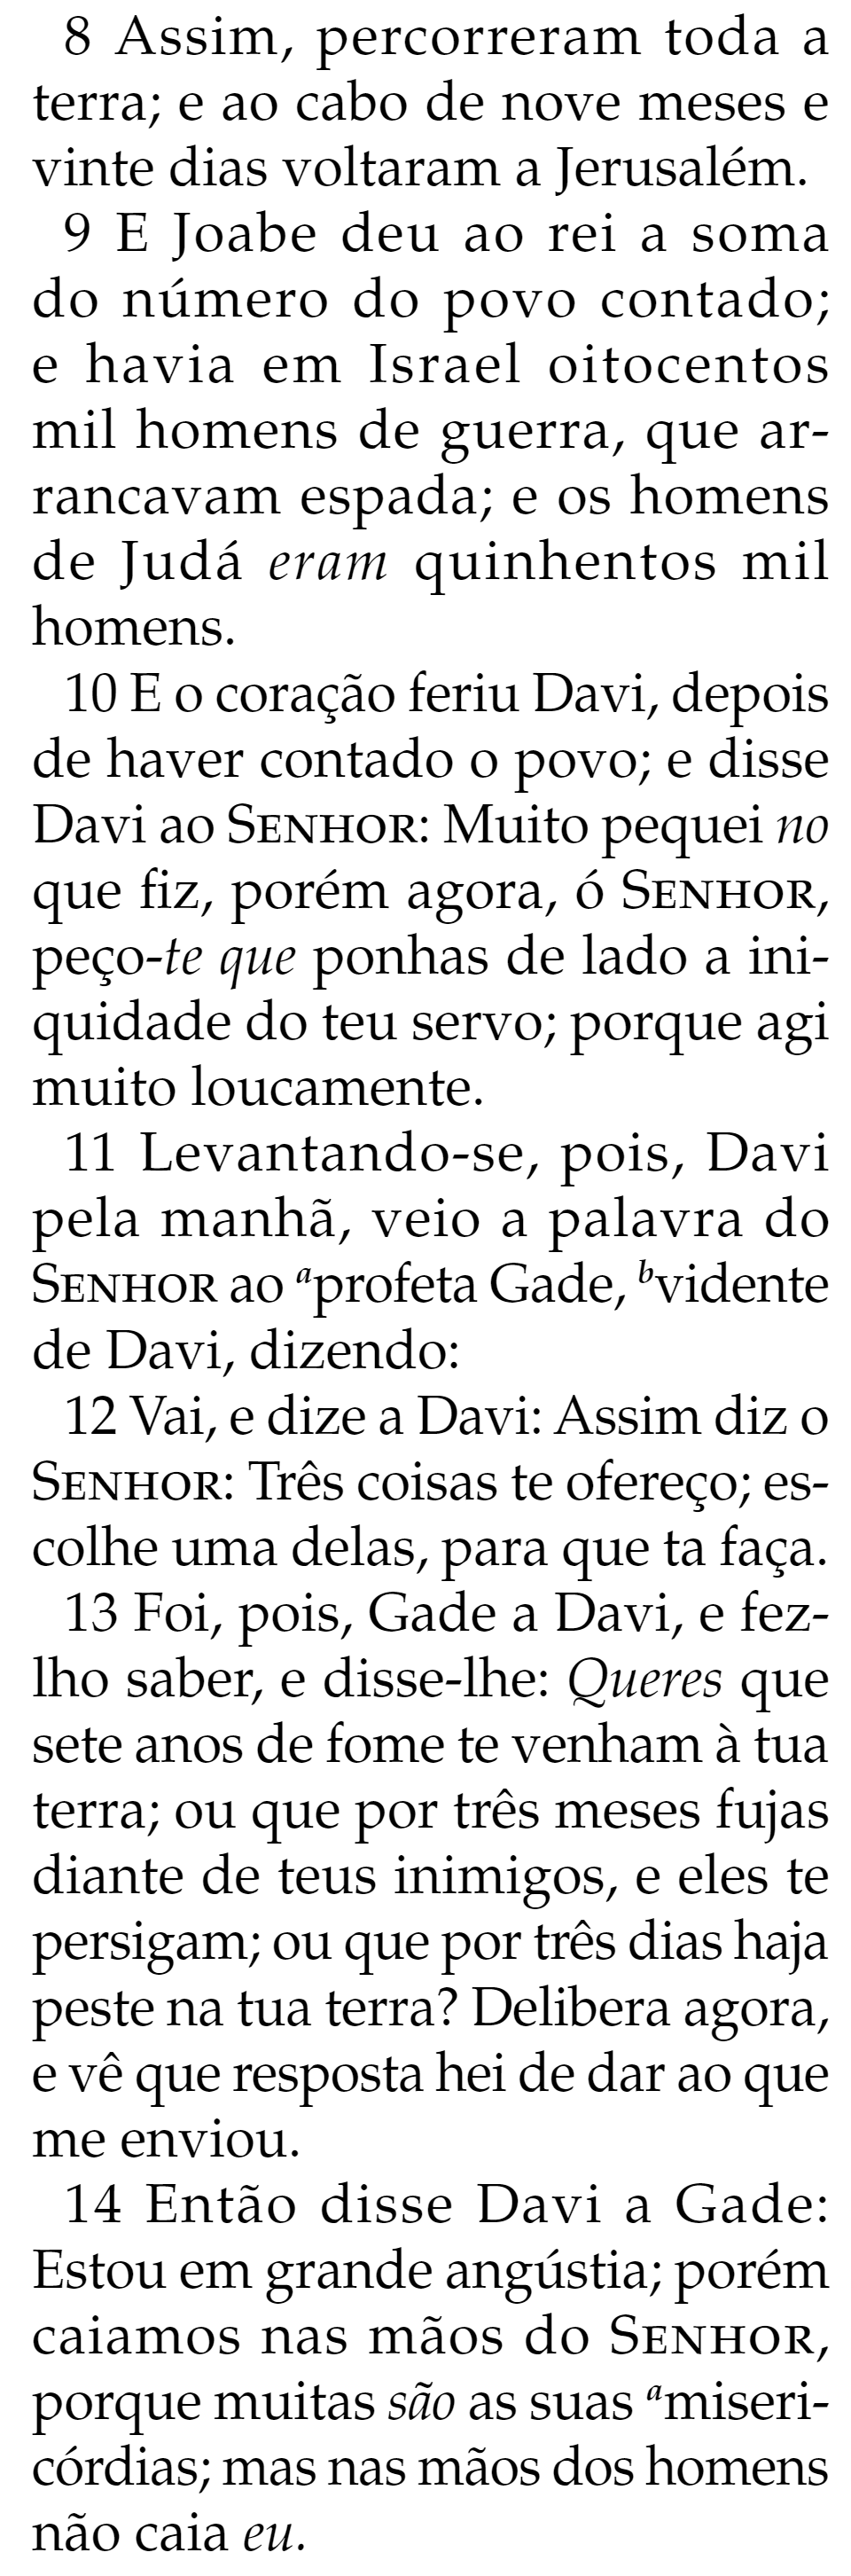 8 Assim, percorreram toda a
terra; e ao cabo de nove meses e
vinte dias voltaram a Jerusalém.
9 E Joabe deu ao rei a soma
do número do povo contado;
e havia em Israel oitocentos
mil homens de guerra, que ar-
rancavam espada; e os homens
de Judá eram quinhentos mil
homens.
10 E o coração feriu Davi, depois
de haver contado o povo; e disse
Davi ao SENHOR: Muito pequei no
que fiz, porém agora, ó SENHOR,
peço-te que ponhas de lado a ini-
quidade do teu servo; porque agi
muito loucamente.
11 Levantando-se, pois, Davi
pela manhã, veio a palavra do
SENHOR ao aprofeta Gade, bvidente
de Davi, dizendo:
12 Vai, e dize a Davi: Assim diz o
SENHOR: Três coisas te ofereço; es-
colhe uma delas, para que ta faça.
13 Foi, pois, Gade a Davi, e fez-
lho saber, e disse-lhe: Queres que
sete anos de fome te venham à tua
terra; ou que por três meses fujas
diante de teus inimigos, e eles te
persigam; ou que por três dias haja
peste na tua terra? Delibera agora,
e vê que resposta hei de dar ao que
me enviou.
14 Então disse Davi a Gade:
Estou em grande angústia; porém
caiamos nas mãos do SENHOR,
porque muitas são as suas amiseri-
córdias; mas nas mãos dos homens
não caia eu.